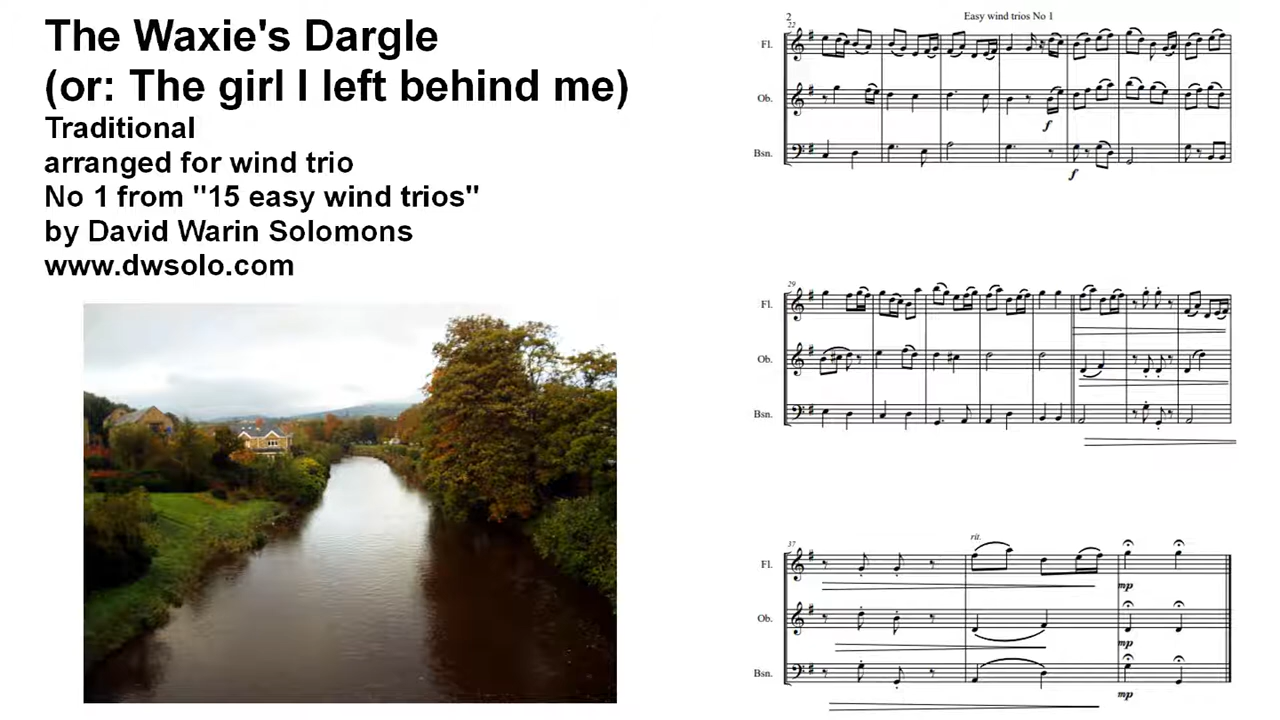 The Waxie's Dargle
(or: The girl I left behind me)
Traditional
arranged for wind trio
No 1 from "15 easy wind trios"
by David Warin Solomons
www.dwsolo.com
2
Easy wind trios No 1
22
Fl.
Ob.
f
Bsn.
f
29
Fl.
Ob.
Bsn.
37
rit.
Fl.
mp
Ob.
mp
Bsn.
mp